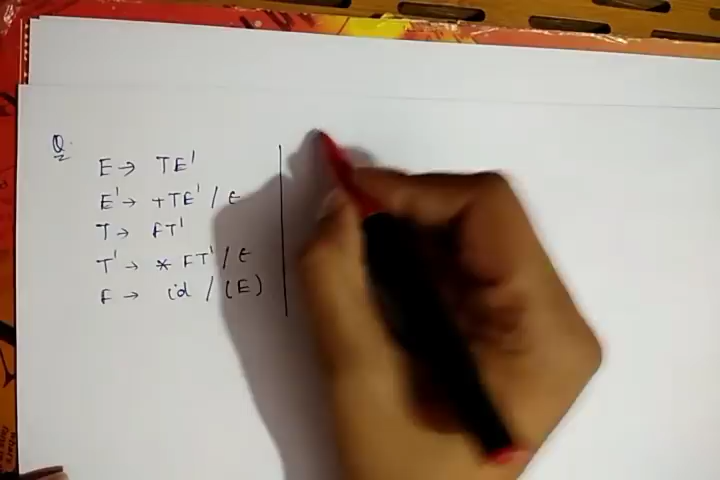 Q.
E → TE'
E' → +TE' / ε
T → FT'
T' → * FT' / ε
F → id / (E)